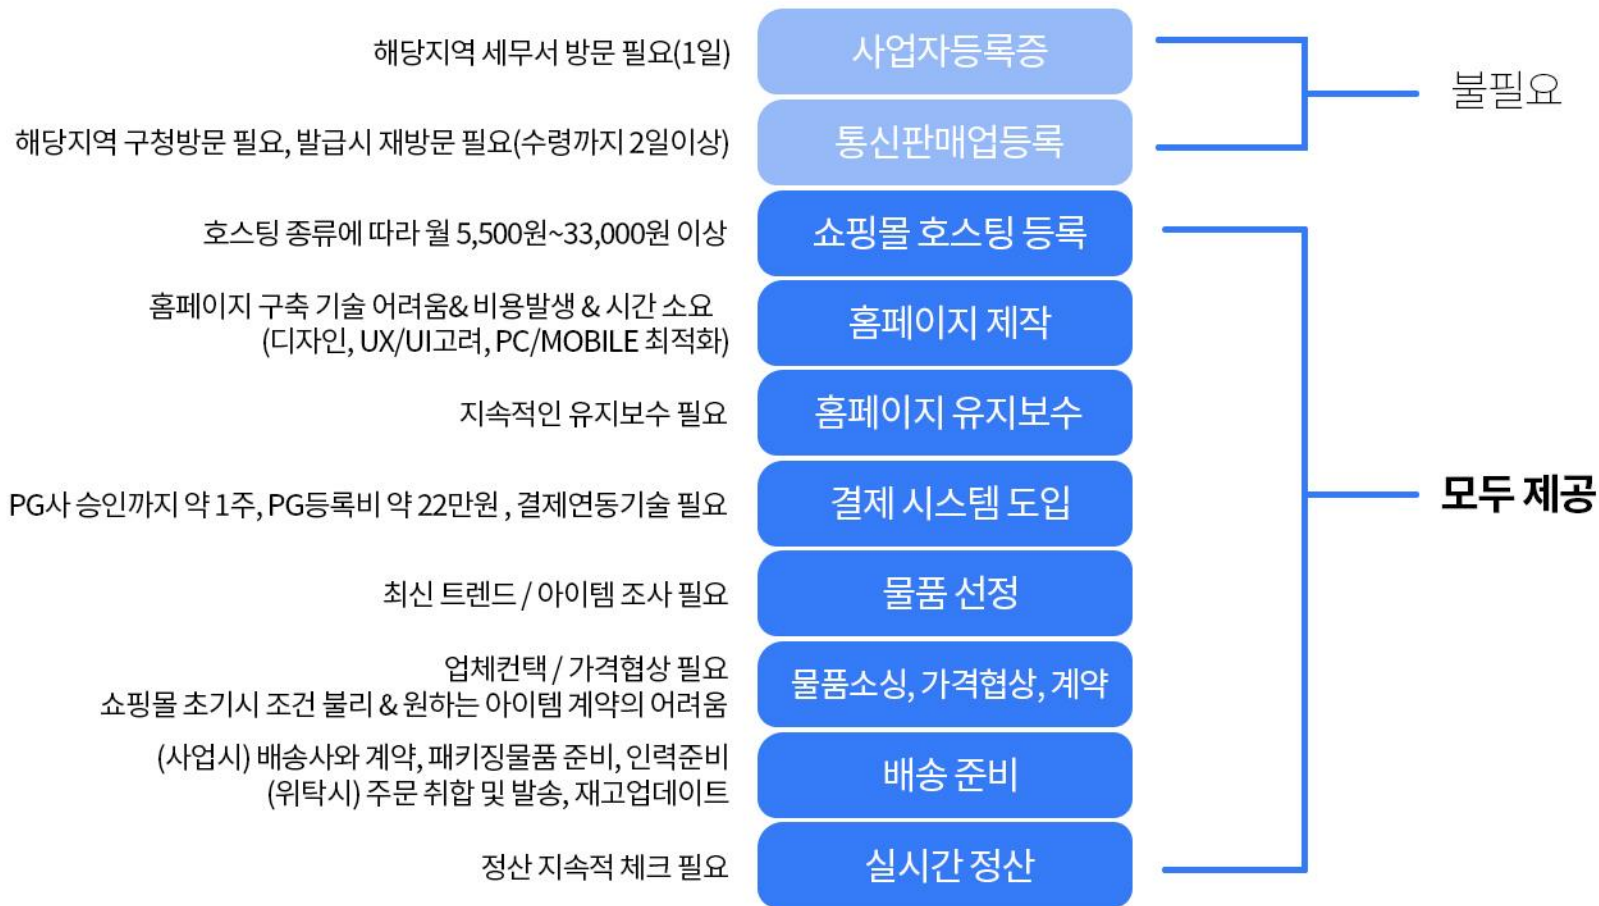 해당지역 세무서 방문 필요(1일)
사업자등록증
불필요
해당지역 구청방문 필요, 발급시 재방문 필요(수령까지 2일이상)
통신판매업등록
호스팅 종류에 따라 월 5,500원~33,000원 이상
쇼핑몰 호스팅 등록
홈페이지 구축 기술 어려움& 비용발생 & 시간 소요
(디자인, UX/UI고려, PC/MOBILE 최적화)
홈페이지 제작
지속적인 유지보수 필요
홈페이지 유지보수
PG사 승인까지 약 1주, PG등록비 약 22만원 , 결제연동기술 필요
결제 시스템 도입
모두 제공
최신 트렌드 / 아이템 조사 필요
물품 선정
업체컨택 / 가격협상 필요
쇼핑몰 초기시 조건 불리 & 원하는 아이템 계약의 어려움
물품소싱, 가격협상, 계약
(사업시) 배송사와 계약, 패키징물품 준비, 인력준비
(위탁시) 주문 취합 및 발송, 재고업데이트
배송 준비
정산 지속적 체크 필요
실시간 정산